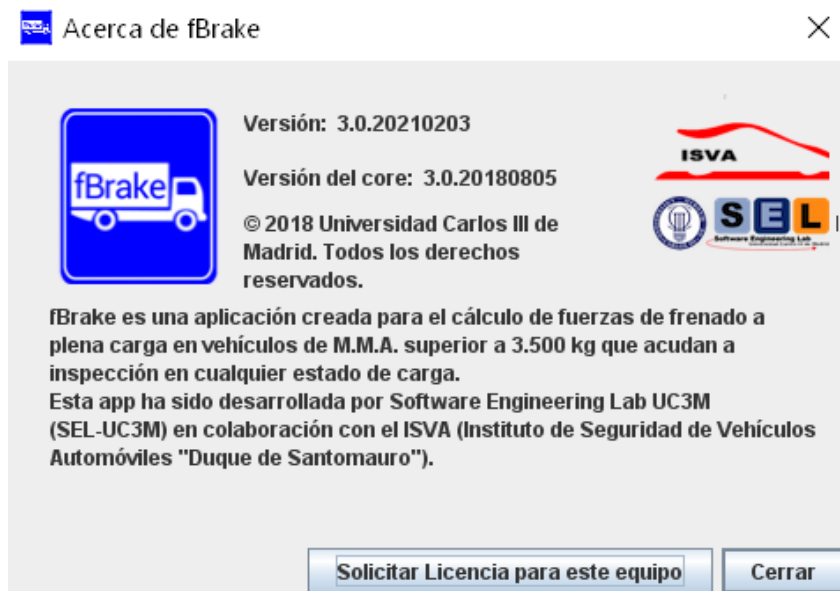 Acerca de fBrake
fBrake
Versión: 3.0.20210203
Versión del core: 3.0.20180805
© 2018 Universidad Carlos III de
Madrid. Todos los derechos
reservados.
ISVA
SEL
Software Engineering Lab
fBrake es una aplicación creada para el cálculo de fuerzas de frenado a
plena carga en vehículos de M.M.A. superior a 3.500 kg que acudan a
inspección en cualquier estado de carga.
Esta app ha sido desarrollada por Software Engineering Lab UC3M
(SEL-UC3M) en colaboración con el ISVA (Instituto de Seguridad de Vehículos
Automóviles "Duque de Santomauro").
Solicitar Licencia para este equipo
Cerrar